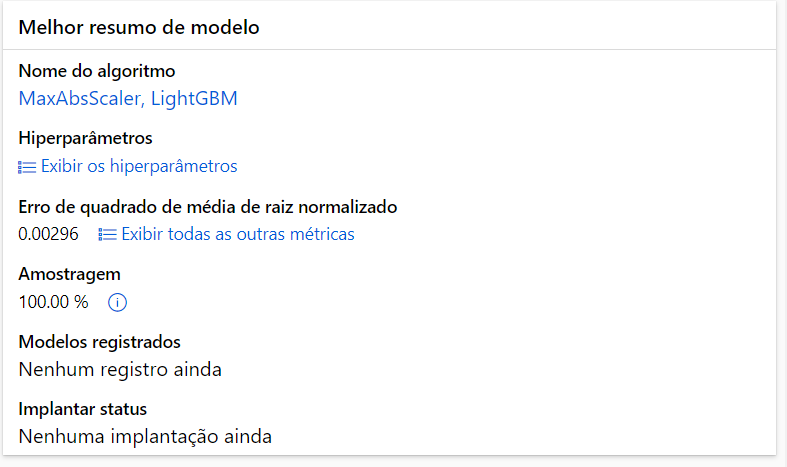 Melhor resumo de modelo
Nome do algoritmo
MaxAbsScaler, LightGBM
Hiperparâmetros
Exibir os hiperparâmetros
Erro de quadrado de média de raiz normalizado
0.00296 Exibir todas as outras métricas
Amostragem
100.00 %
Modelos registrados
Nenhum registro ainda
Implantar status
Nenhuma implantação ainda